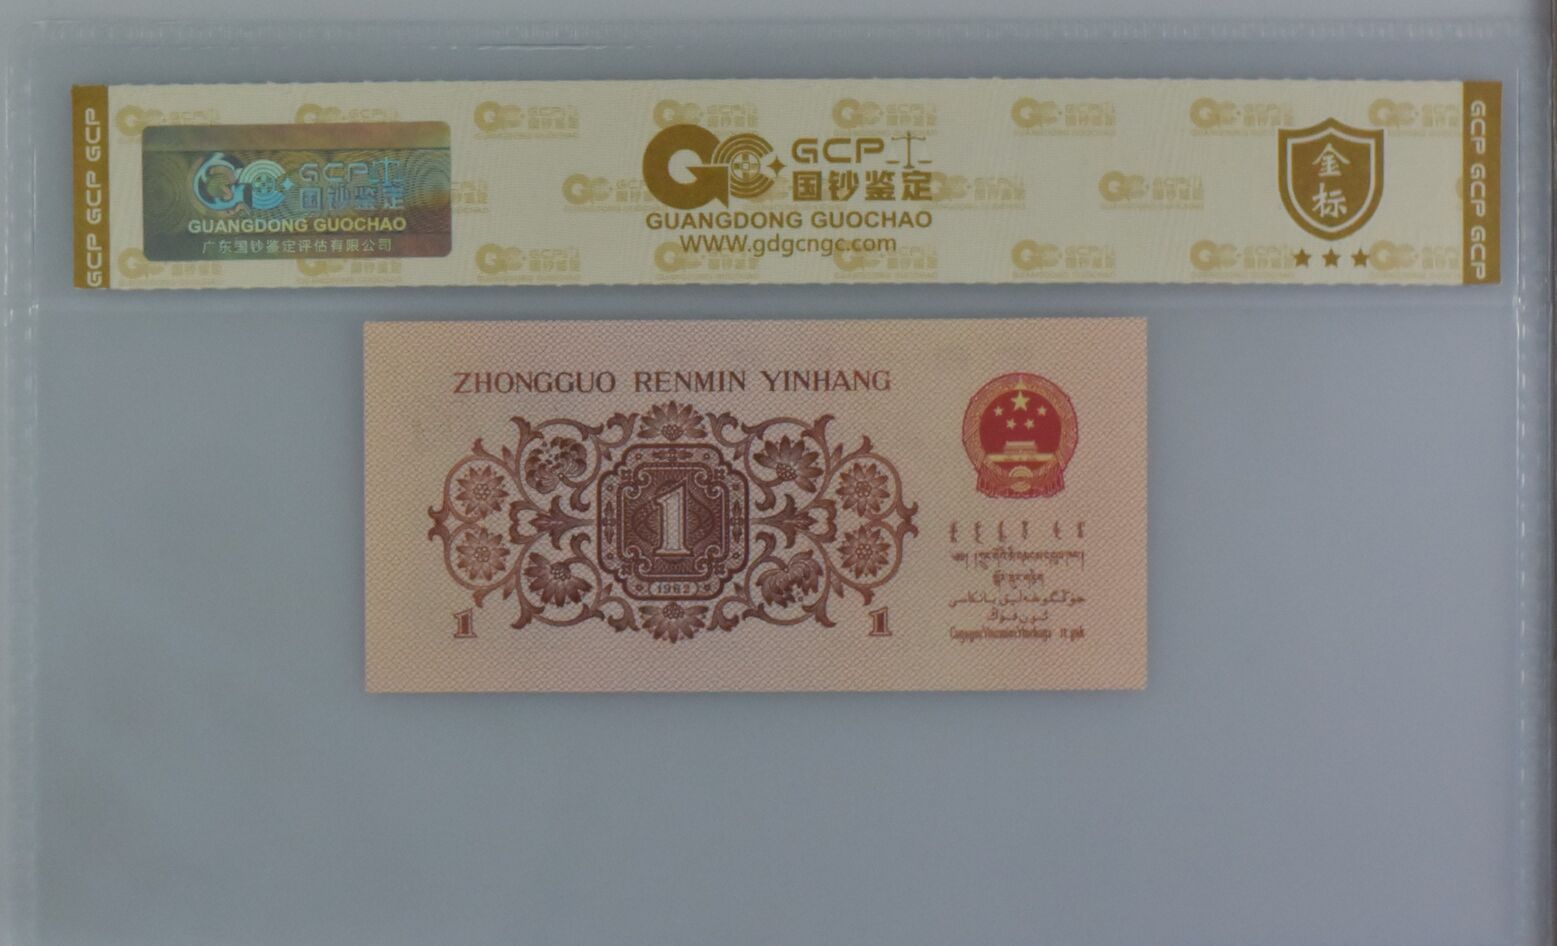 GCP GCP GCP
GCP
国钞鉴定
GUANGDONG GUOCHAO
广东国钞鉴定评估有限公司
GCP
国钞鉴定
GUANGDONG GUOCHAO
WWW.gdgcngc.com
金
标
GCP GCP GCP
ZHONGGUO RENMIN YINHANG
1
(1962)
1
1